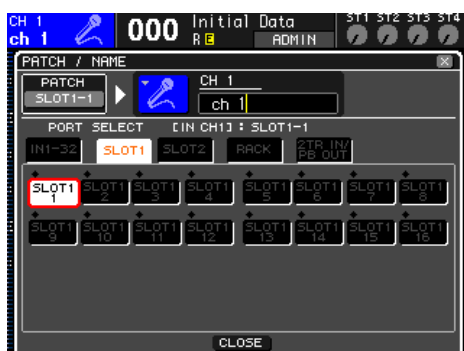 CH 1
ch 1
000
Initial Data
R E
ADMIN
ST1 ST2 ST3 ST4
PATCH / NAME
PATCH
SLOT1-1
CH 1
ch 1
PORT SELECT [IN CH1] : SLOT1-1
IN1-32 SLOT1 SLOT2 RACK 2TR IN/ PB OUT
SLOT1 1 SLOT1 2 SLOT1 3 SLOT1 4 SLOT1 5 SLOT1 6 SLOT1 7 SLOT1 8
SLOT1 9 SLOT1 10 SLOT1 11 SLOT1 12 SLOT1 13 SLOT1 14 SLOT1 15 SLOT1 16
CLOSE